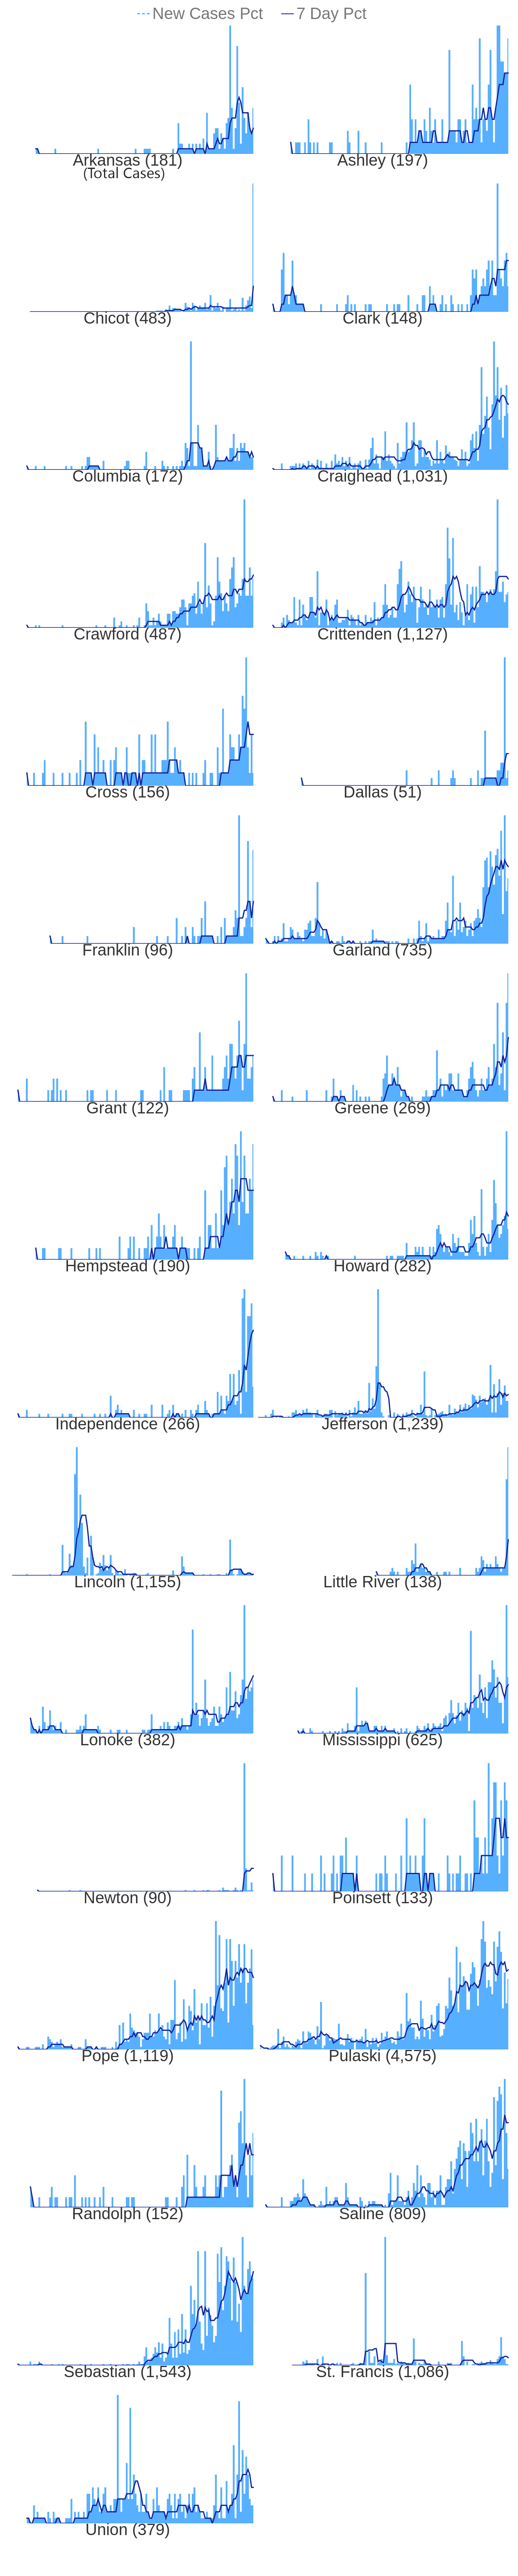 New Cases Pct 7 Day Pct
Arkansas (181) Ashley (197)
(Total Cases)
Chicot (483) Clark (148)
Columbia (172) Craighead (1,031)
Crawford (487) Crittenden (1,127)
Cross (156) Dallas (51)
Franklin (96) Garland (735)
Grant (122) Greene (269)
Hempstead (190) Howard (282)
Independence (266) Jefferson (1,239)
Lincoln (1,155) Little River (138)
Lonoke (382) Mississippi (625)
Newton (90) Poinsett (133)
Pope (1,119) Pulaski (4,575)
Randolph (152) Saline (809)
Sebastian (1,543) St. Francis (1,086)
Union (379)